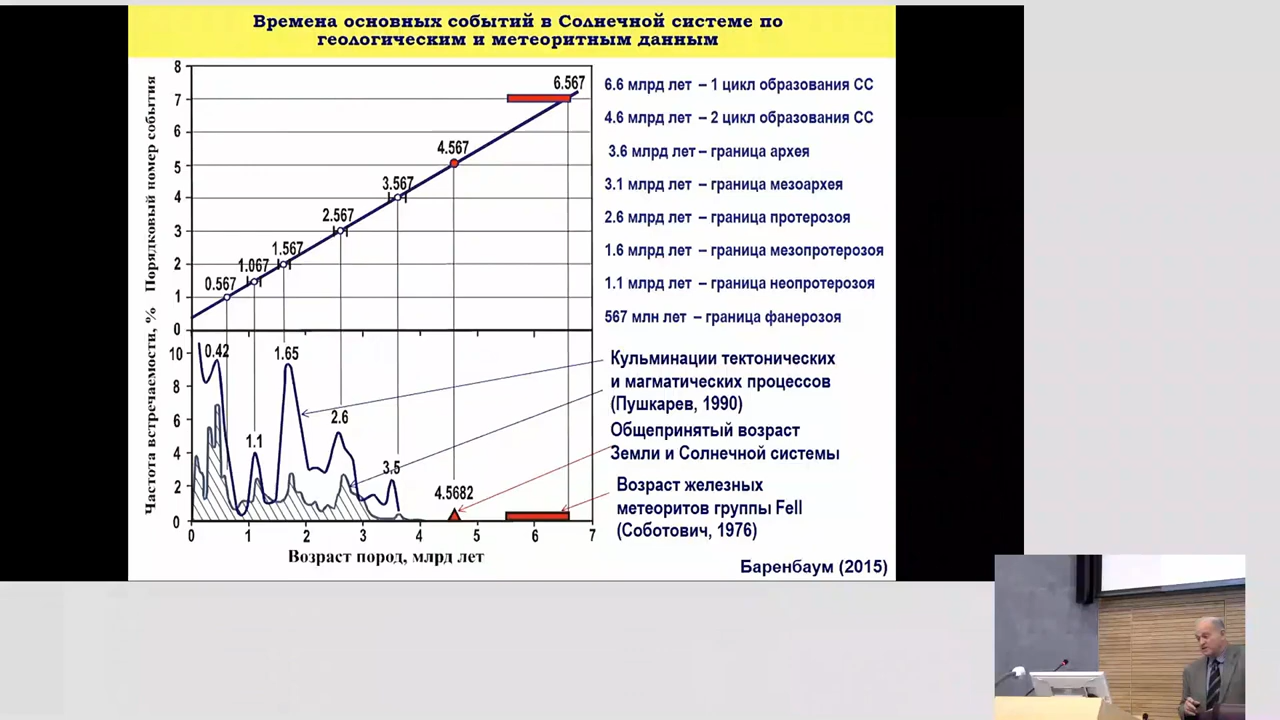 Времена основных событий в Солнечной системе по
геологическим и метеоритным данным
Порядковый номер события
8
7
6
5
4
3
2
1
0
6.567
4.567
3.567
2.567
1.567
1.067
0.567
6.6 млрд лет – 1 цикл образования СС
4.6 млрд лет – 2 цикл образования СС
3.6 млрд лет – граница архея
3.1 млрд лет – граница мезоархея
2.6 млрд лет – граница протерозоя
1.6 млрд лет – граница мезопротерозоя
1.1 млрд лет – граница неопротерозоя
567 млн лет – граница фанерозоя
Частота встречаемости, %
10
8
6
4
2
0
0.42
1.1
1.65
2.6
3.5
4.5682
0 1 2 3 4 5 6 7
Возраст пород, млрд лет
Кульминации тектонических
и магматических процессов
(Пушкарев, 1990)
Общепринятый возраст
Земли и Солнечной системы
Возраст железных
метеоритов группы FeII
(Соботович, 1976)
Баренбаум (2015)